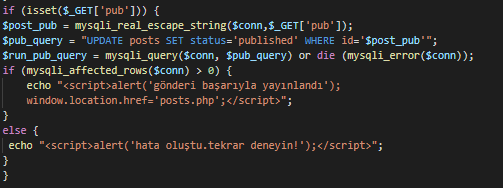 if (isset($_GET['pub'])) {
$post_pub = mysqli_real_escape_string($conn,$_GET['pub']);
$pub_query = "UPDATE posts SET status='published' WHERE id='$post_pub'";
$run_pub_query = mysqli_query($conn, $pub_query) or die (mysqli_error($conn));
if (mysqli_affected_rows($conn) > 0) {
    echo "<script>alert('gönderi başarıyla yayınlandı');
    window.location.href='posts.php';</script>";
}
else {
 echo "<script>alert('hata oluştu.tekrar deneyin!');</script>";
}
}